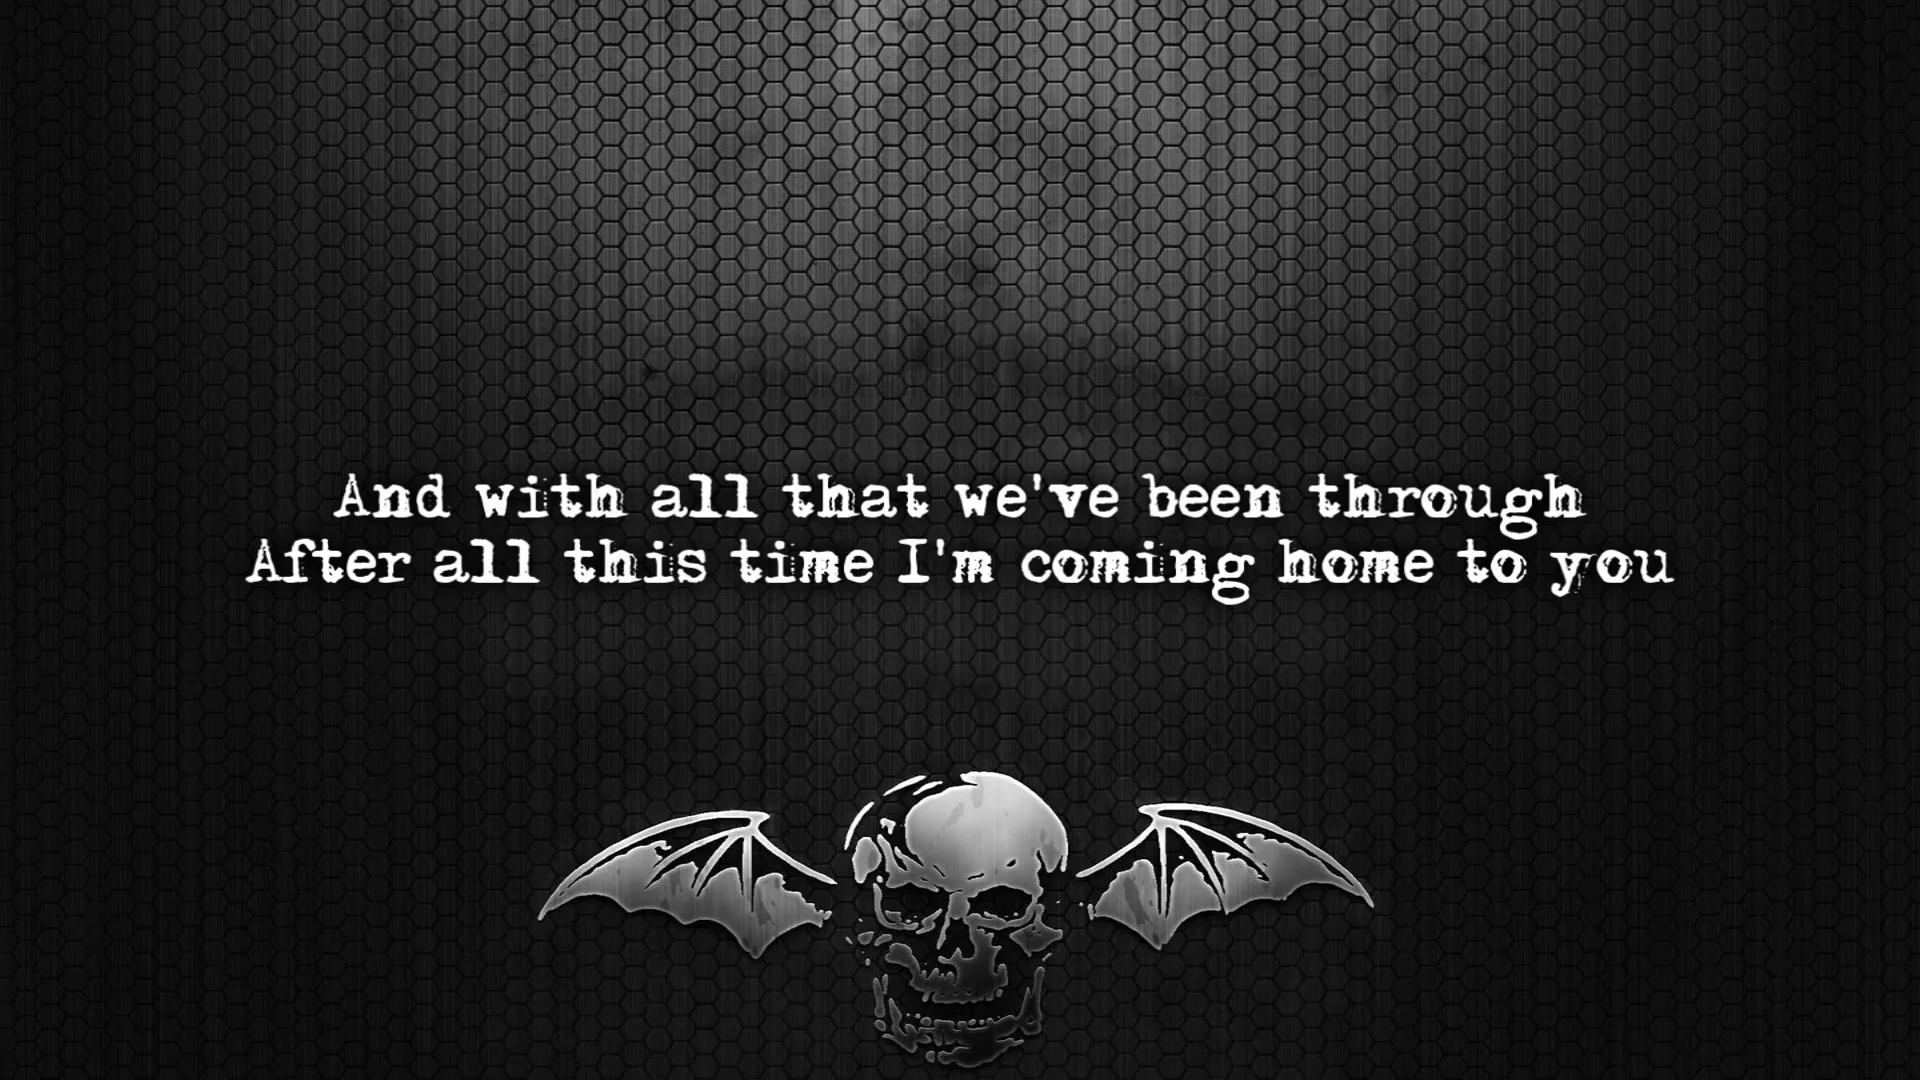 And with all that we've been through
After all this time I'm coming home to you